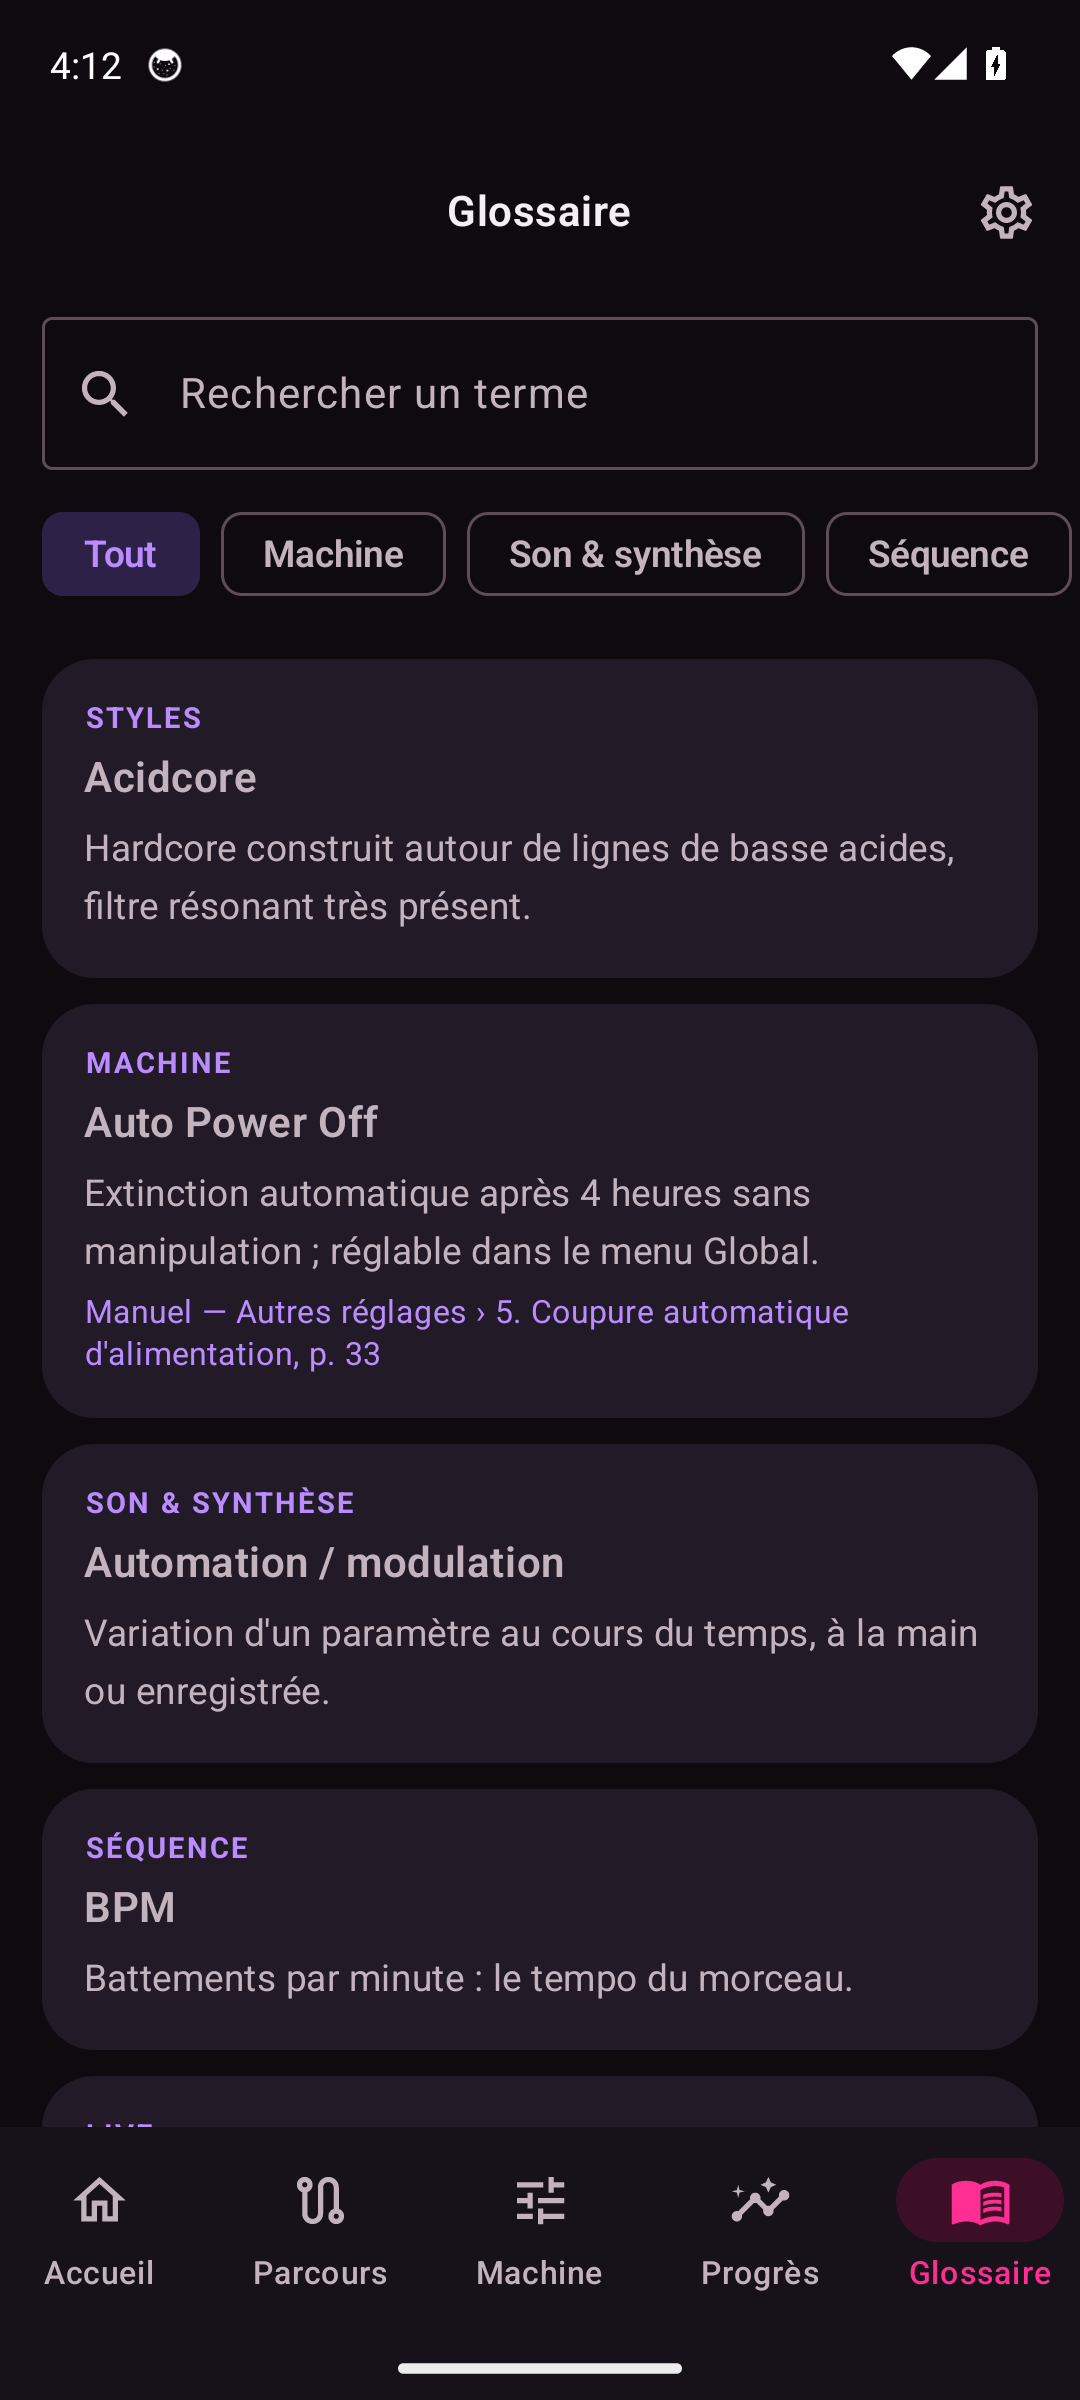 4:12
Glossaire
Rechercher un terme
Tout
Machine
Son & synthèse
Séquence
STYLES
Acidcore
Hardcore construit autour de lignes de basse acides,
filtre résonant très présent.
MACHINE
Auto Power Off
Extinction automatique après 4 heures sans
manipulation ; réglable dans le menu Global.
Manuel — Autres réglages › 5. Coupure automatique
d'alimentation, p. 33
SON & SYNTHÈSE
Automation / modulation
Variation d'un paramètre au cours du temps, à la main
ou enregistrée.
SÉQUENCE
BPM
Battements par minute : le tempo du morceau.
Accueil
Parcours
Machine
Progrès
Glossaire